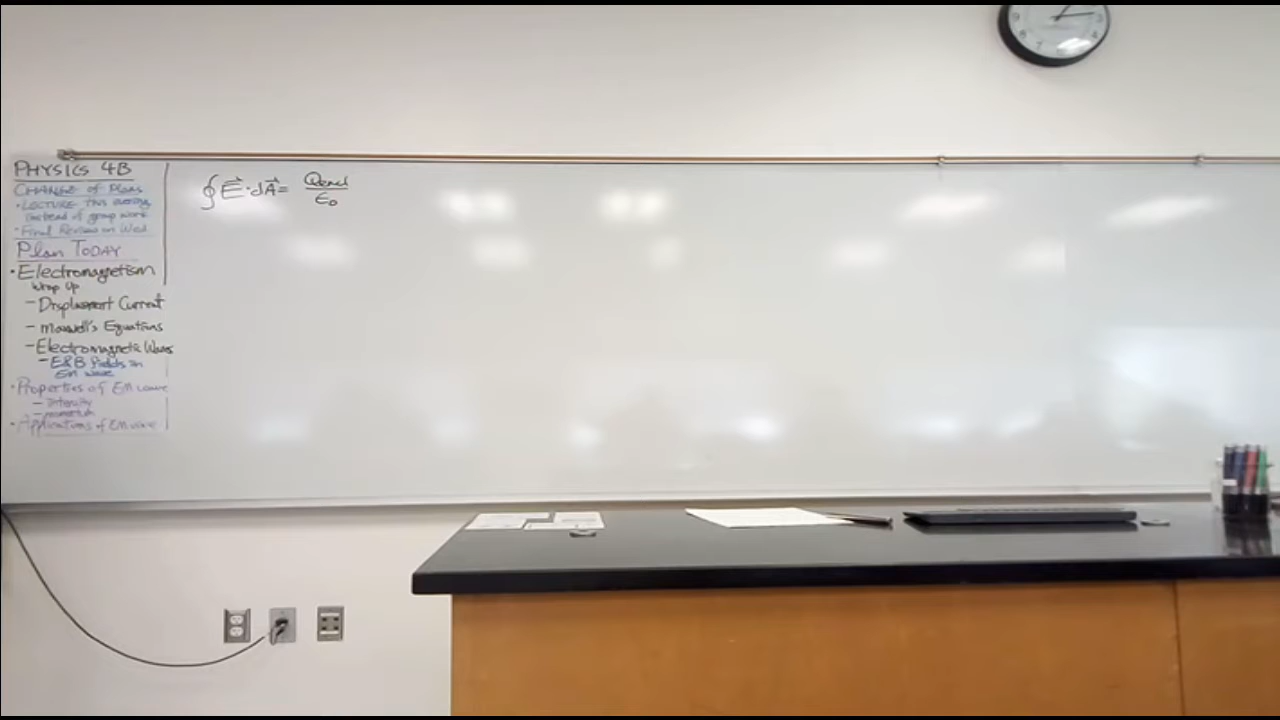 PHYSICS 4B
CHANGE of Plans
• LECTURE this evening
instead of group work
• Final Review on Wed.
Plan TODAY
• Electromagnetism
Wrap Up
– Displacement Current
– Maxwell's Equations
– Electromagnetic Waves
– E&B fields in
EM wave
• Properties of EM wave
– Intensity
– momentum
• Applications of EM wave
∮ E⃗ · dA⃗ = Qencl / ε₀